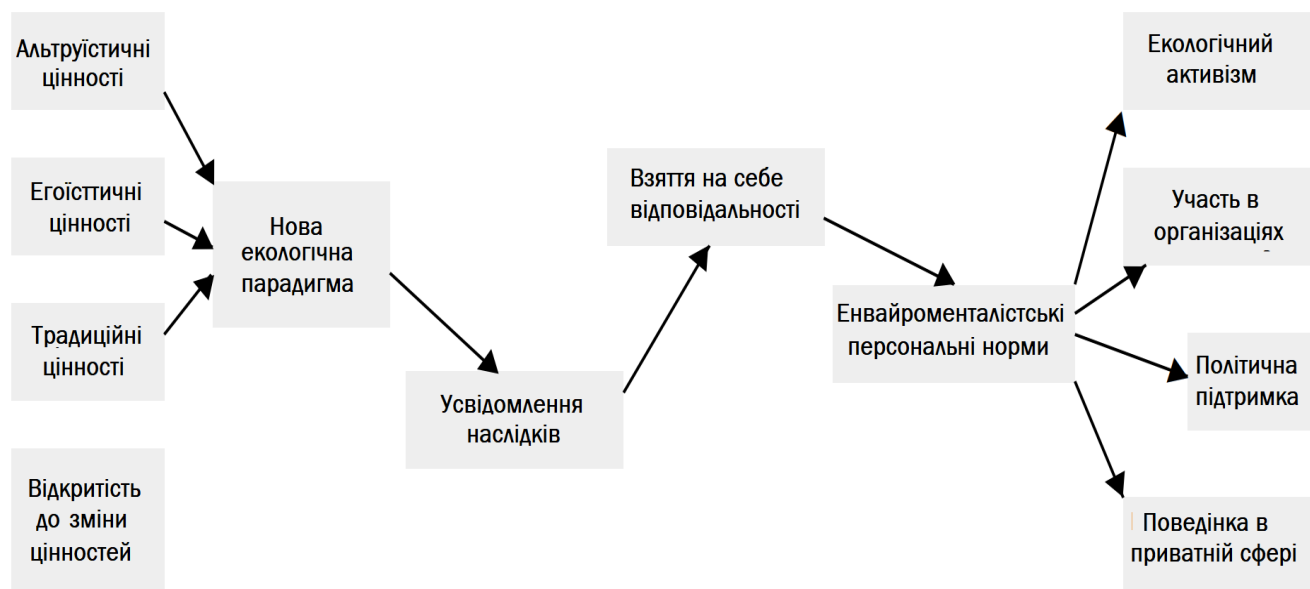 Альтруїстичні
цінності
Егоїсттичні
цінності
Традиційні
цінності
Відкритість
до зміни
цінностей
Нова
екологічна
парадигма
Усвідомлення
наслідків
Взяття на себе
відповідальності
Енвайроменталістські
персональні норми
Екологічний
активізм
Участь в
організаціях
Політична
підтримка
Поведінка в
приватній сфері